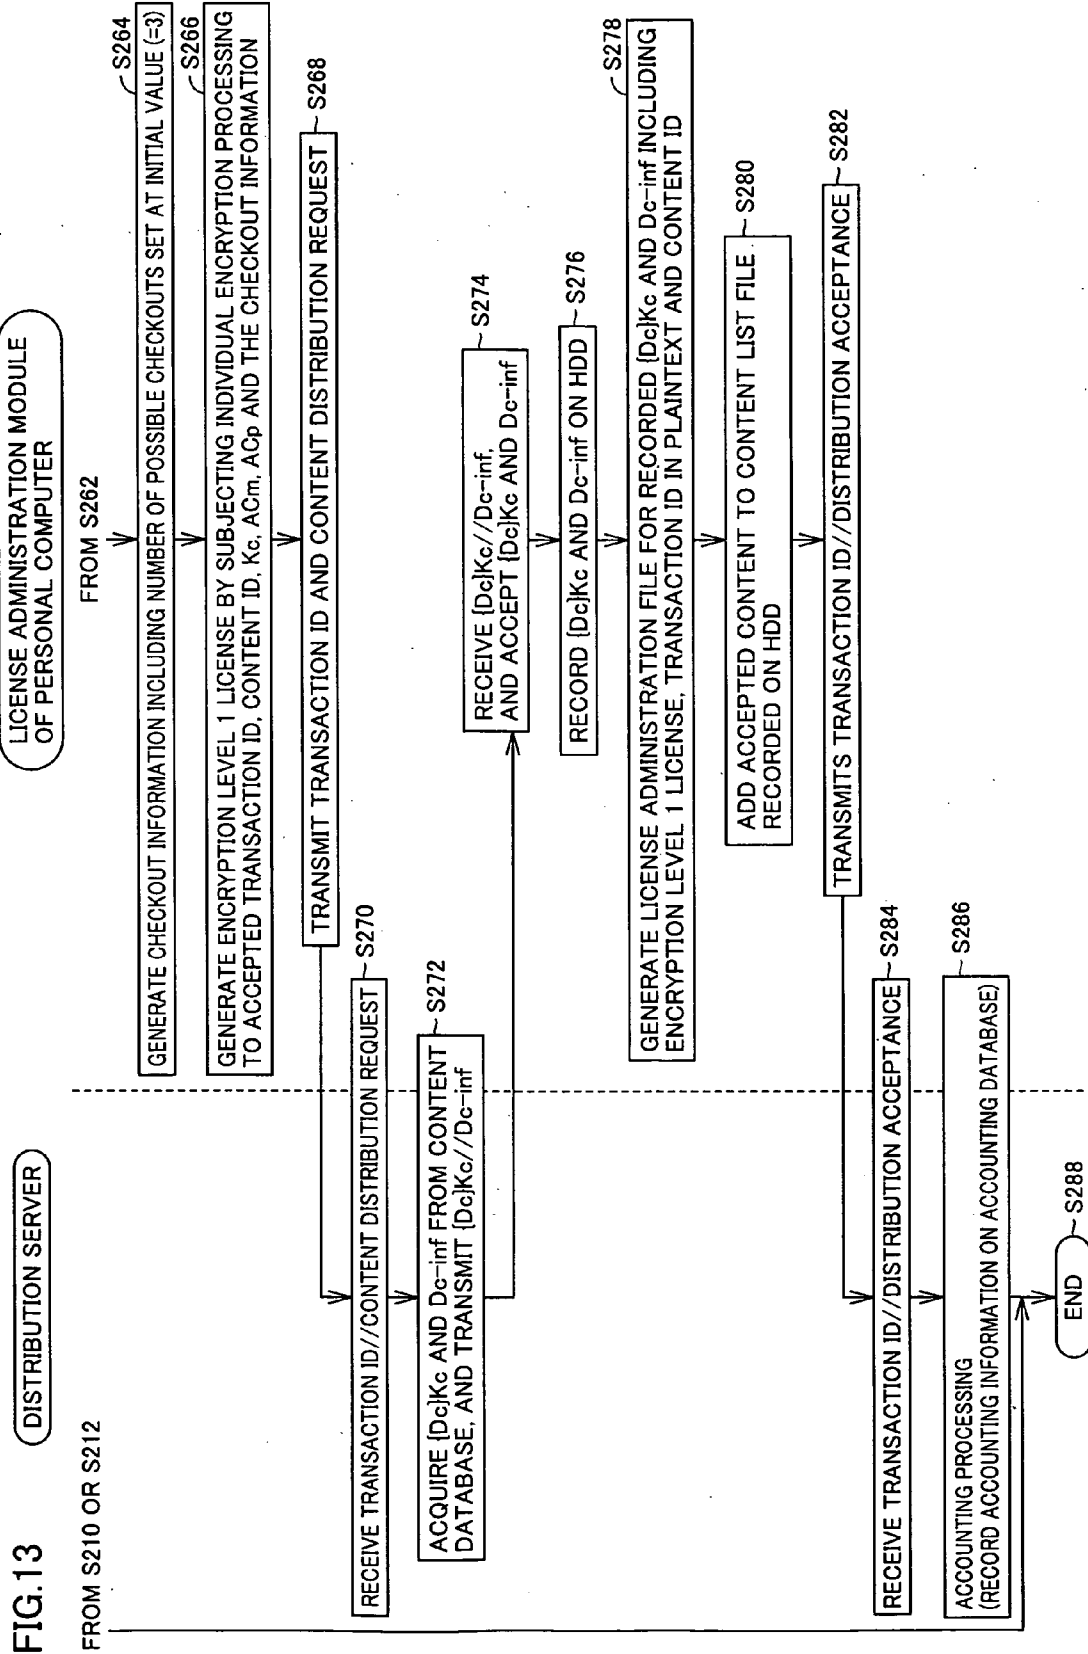 FIG.13
DISTRIBUTION SERVER
LICENSE ADMINISTRATION MODULE
OF PERSONAL COMPUTER
FROM S210 OR S212
FROM S262
GENERATE CHECKOUT INFORMATION INCLUDING NUMBER OF POSSIBLE CHECKOUTS SET AT INITIAL VALUE (=3)
S264
GENERATE ENCRYPTION LEVEL 1 LICENSE BY SUBJECTING INDIVIDUAL ENCRYPTION PROCESSING
TO ACCEPTED TRANSACTION ID, CONTENT ID, Kc, ACm, ACp AND THE CHECKOUT INFORMATION
S266
TRANSMIT TRANSACTION ID AND CONTENT DISTRIBUTION REQUEST
S268
RECEIVE TRANSACTION ID//CONTENT DISTRIBUTION REQUEST
S270
ACQUIRE {Dc}Kc AND Dc-inf FROM CONTENT
DATABASE, AND TRANSMIT {Dc}Kc//Dc-inf
S272
RECEIVE {Dc}Kc//Dc-inf,
AND ACCEPT {Dc}Kc AND Dc-inf
S274
RECORD {Dc}Kc AND Dc-inf ON HDD
S276
GENERATE LICENSE ADMINISTRATION FILE FOR RECORDED {Dc}Kc AND Dc-inf INCLUDING
ENCRYPTION LEVEL 1 LICENSE, TRANSACTION ID IN PLAINTEXT AND CONTENT ID
S278
ADD ACCEPTED CONTENT TO CONTENT LIST FILE
RECORDED ON HDD
S280
TRANSMITS TRANSACTION ID//DISTRIBUTION ACCEPTANCE
S282
RECEIVE TRANSACTION ID//DISTRIBUTION ACCEPTANCE
S284
ACCOUNTING PROCESSING
(RECORD ACCOUNTING INFORMATION ON ACCOUNTING DATABASE)
S286
END
S288